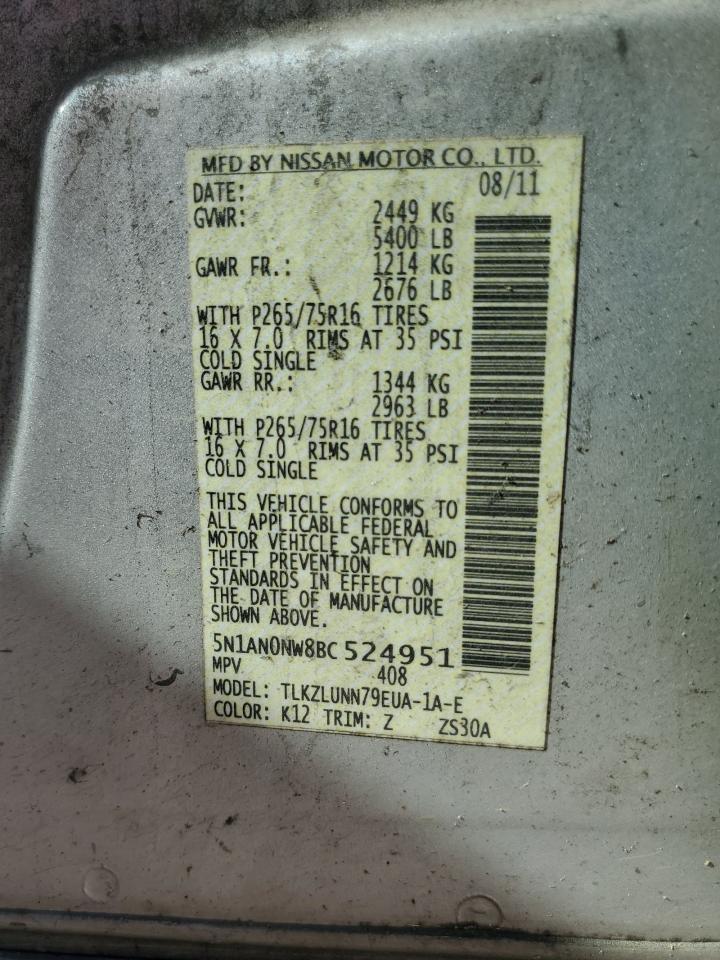 MFD BY NISSAN MOTOR CO., LTD.
DATE: 08/11
GVWR: 2449 KG
5400 LB
GAWR FR.: 1214 KG
2676 LB
WITH P265/75R16 TIRES
16 X 7.0 RIMS AT 35 PSI
COLD SINGLE
GAWR RR.: 1344 KG
2963 LB
WITH P265/75R16 TIRES
16 X 7.0 RIMS AT 35 PSI
COLD SINGLE
THIS VEHICLE CONFORMS TO
ALL APPLICABLE FEDERAL
MOTOR VEHICLE SAFETY AND
THEFT PREVENTION
STANDARDS IN EFFECT ON
THE DATE OF MANUFACTURE
SHOWN ABOVE.
5N1AN0NW8BC524951
MPV 408
MODEL: TLKZLUNN79EUA-1A-E
COLOR: K12 TRIM: Z ZS30A